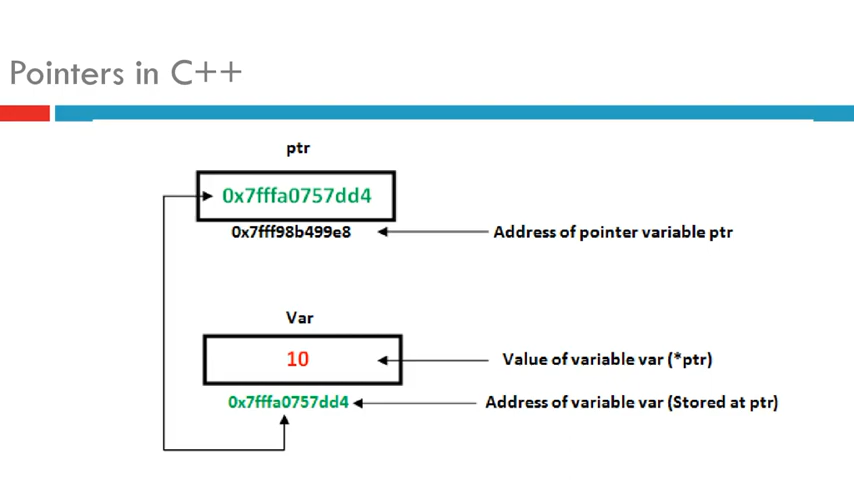 Pointers in C++
ptr
0x7fffa0757dd4
0x7fff98b499e8 Address of pointer variable ptr
Var
10 Value of variable var (*ptr)
0x7fffa0757dd4 Address of variable var (Stored at ptr)